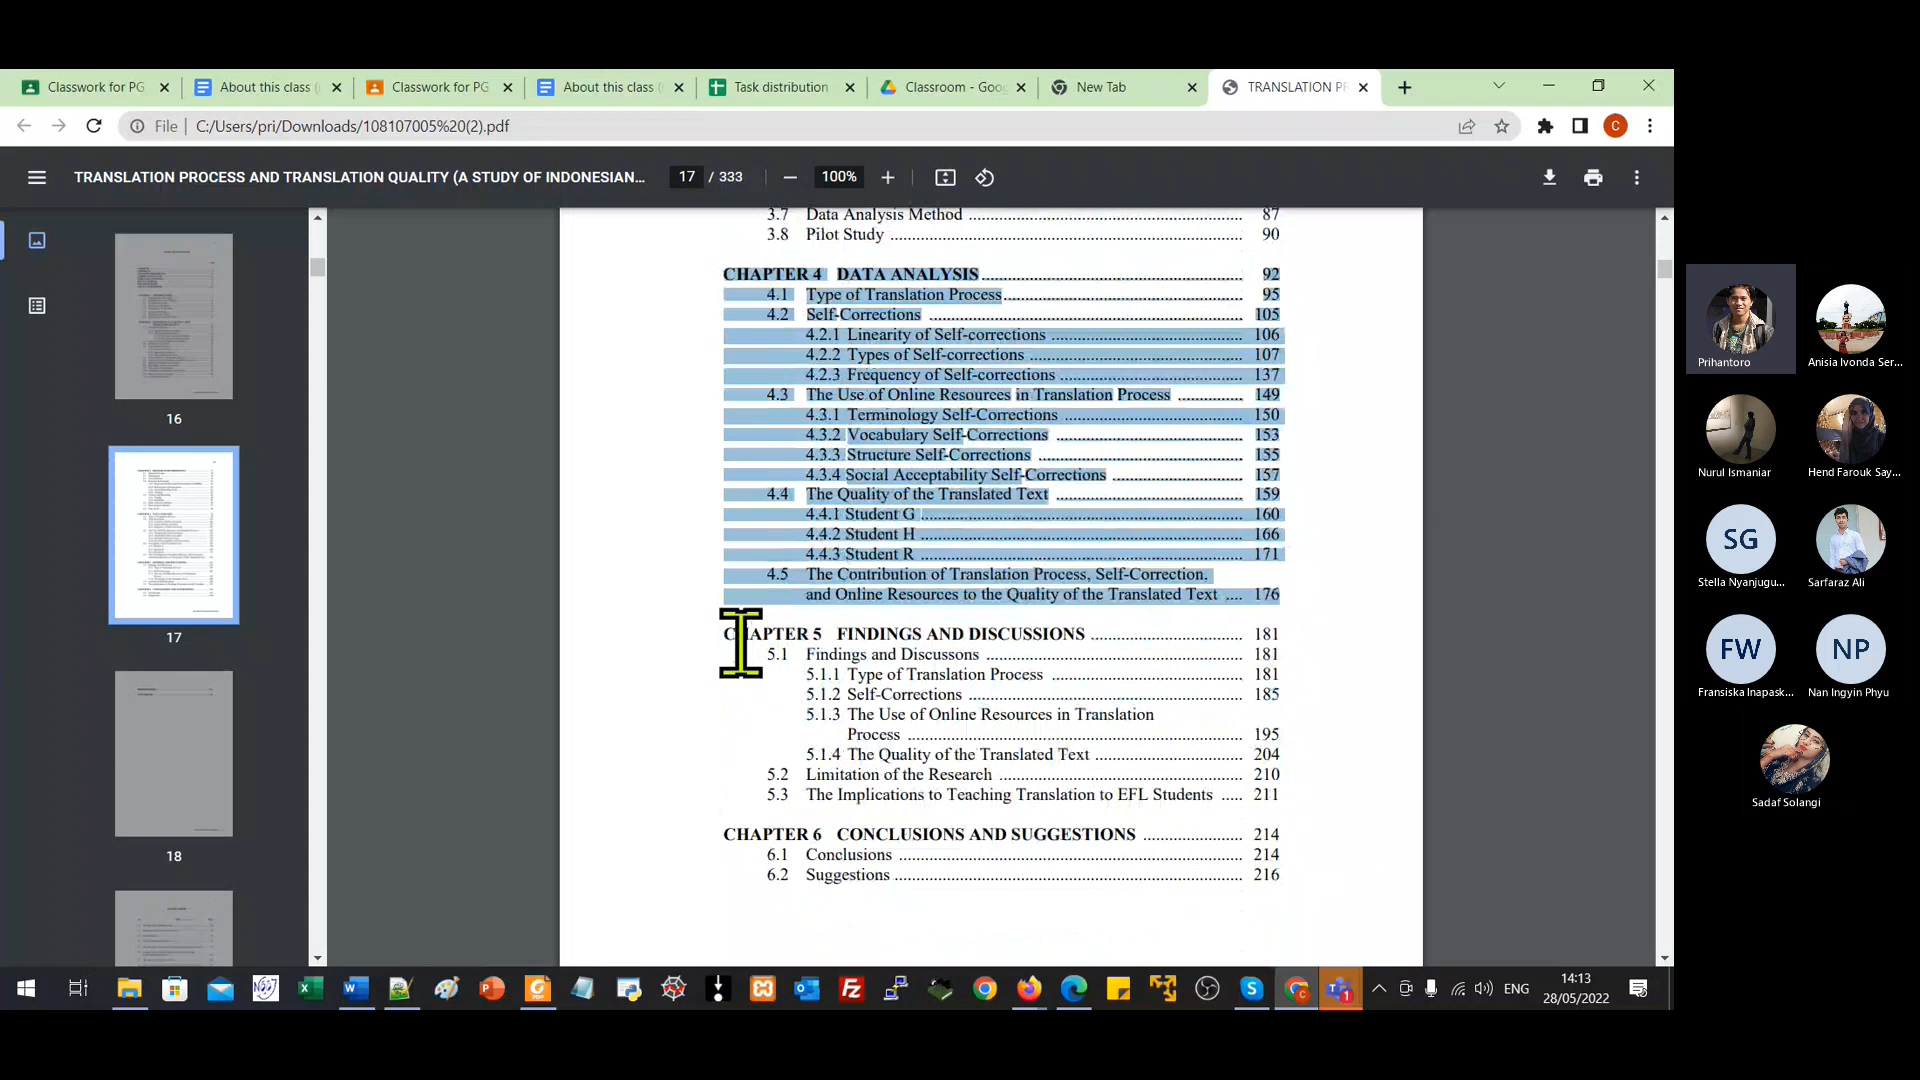 Classwork for PG
About this class (
Classwork for PG
About this class (
Task distribution
Classroom - Goo
New Tab
TRANSLATION PR
File | C:/Users/pri/Downloads/108107005%20(2).pdf
C
TRANSLATION PROCESS AND TRANSLATION QUALITY (A STUDY OF INDONESIAN...
17 / 333
100%
16
17
18
3.7 Data Analysis Method ........ 87
3.8 Pilot Study ........ 90
CHAPTER 4 DATA ANALYSIS ........ 92
4.1 Type of Translation Process ........ 95
4.2 Self-Corrections ........ 105
4.2.1 Linearity of Self-corrections ........ 106
4.2.2 Types of Self-corrections ........ 107
4.2.3 Frequency of Self-corrections ........ 137
4.3 The Use of Online Resources in Translation Process ........ 149
4.3.1 Terminology Self-Corrections ........ 150
4.3.2 Vocabulary Self-Corrections ........ 153
4.3.3 Structure Self-Corrections ........ 155
4.3.4 Social Acceptability Self-Corrections ........ 157
4.4 The Quality of the Translated Text ........ 159
4.4.1 Student G ........ 160
4.4.2 Student H ........ 166
4.4.3 Student R ........ 171
4.5 The Contribution of Translation Process, Self-Correction,
and Online Resources to the Quality of the Translated Text .... 176
CHAPTER 5 FINDINGS AND DISCUSSIONS ........ 181
5.1 Findings and Discussons ........ 181
5.1.1 Type of Translation Process ........ 181
5.1.2 Self-Corrections ........ 185
5.1.3 The Use of Online Resources in Translation
Process ........ 195
5.1.4 The Quality of the Translated Text ........ 204
5.2 Limitation of the Research ........ 210
5.3 The Implications to Teaching Translation to EFL Students ..... 211
CHAPTER 6 CONCLUSIONS AND SUGGESTIONS ........ 214
6.1 Conclusions ........ 214
6.2 Suggestions ........ 216
Prihantoro
Anisia Ivonda Ser...
Nurul Ismaniar
Hend Farouk Say...
SG
Stella Nyanjugu...
Sarfaraz Ali
FW
Fransiska Inapask...
NP
Nan Ingyin Phyu
Sadaf Solangi
ENG
14:13
28/05/2022